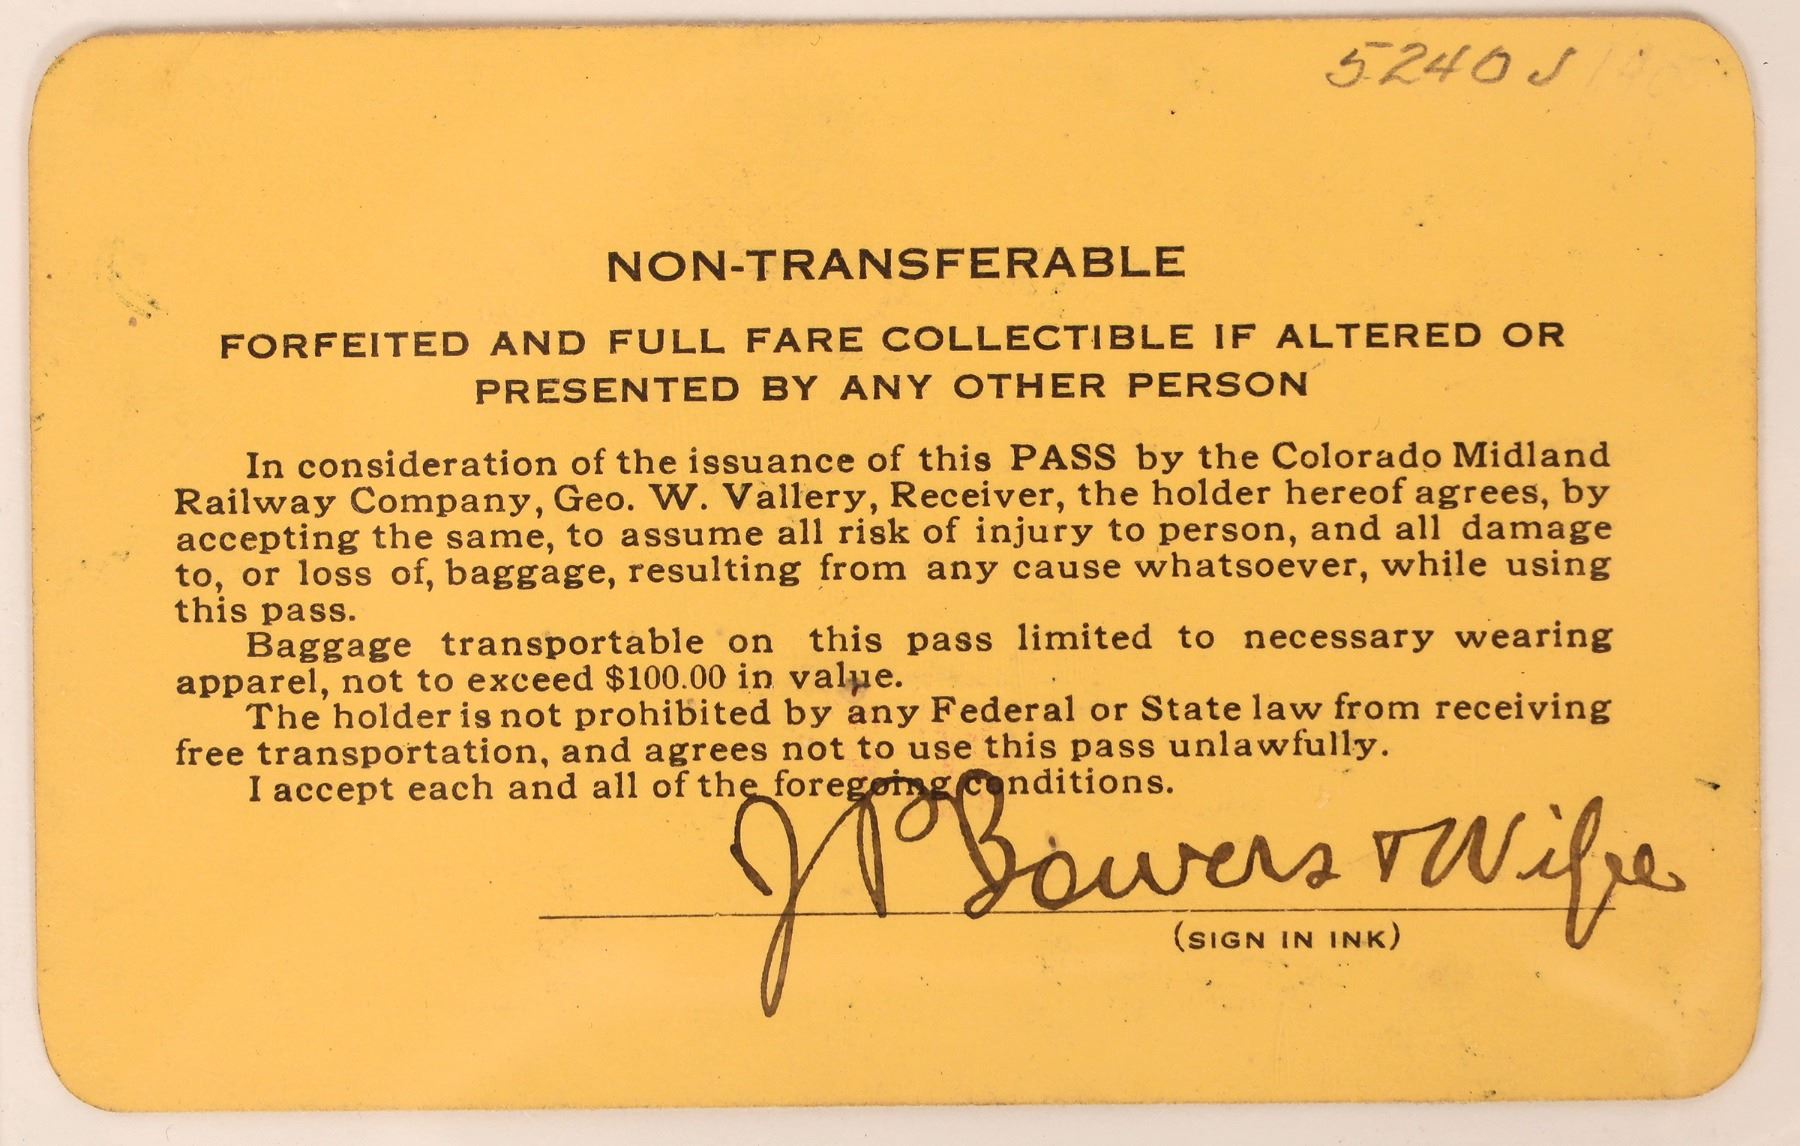 5240J
NON-TRANSFERABLE
FORFEITED AND FULL FARE COLLECTIBLE IF ALTERED OR
PRESENTED BY ANY OTHER PERSON
In consideration of the issuance of this PASS by the Colorado Midland
Railway Company, Geo. W. Vallery, Receiver, the holder hereof agrees, by
accepting the same, to assume all risk of injury to person, and all damage
to, or loss of, baggage, resulting from any cause whatsoever, while using
this pass.
Baggage transportable on this pass limited to necessary wearing
apparel, not to exceed $100.00 in value.
The holder is not prohibited by any Federal or State law from receiving
free transportation, and agrees not to use this pass unlawfully.
I accept each and all of the foregoing conditions.
J P Bowers & Wife
(SIGN IN INK)